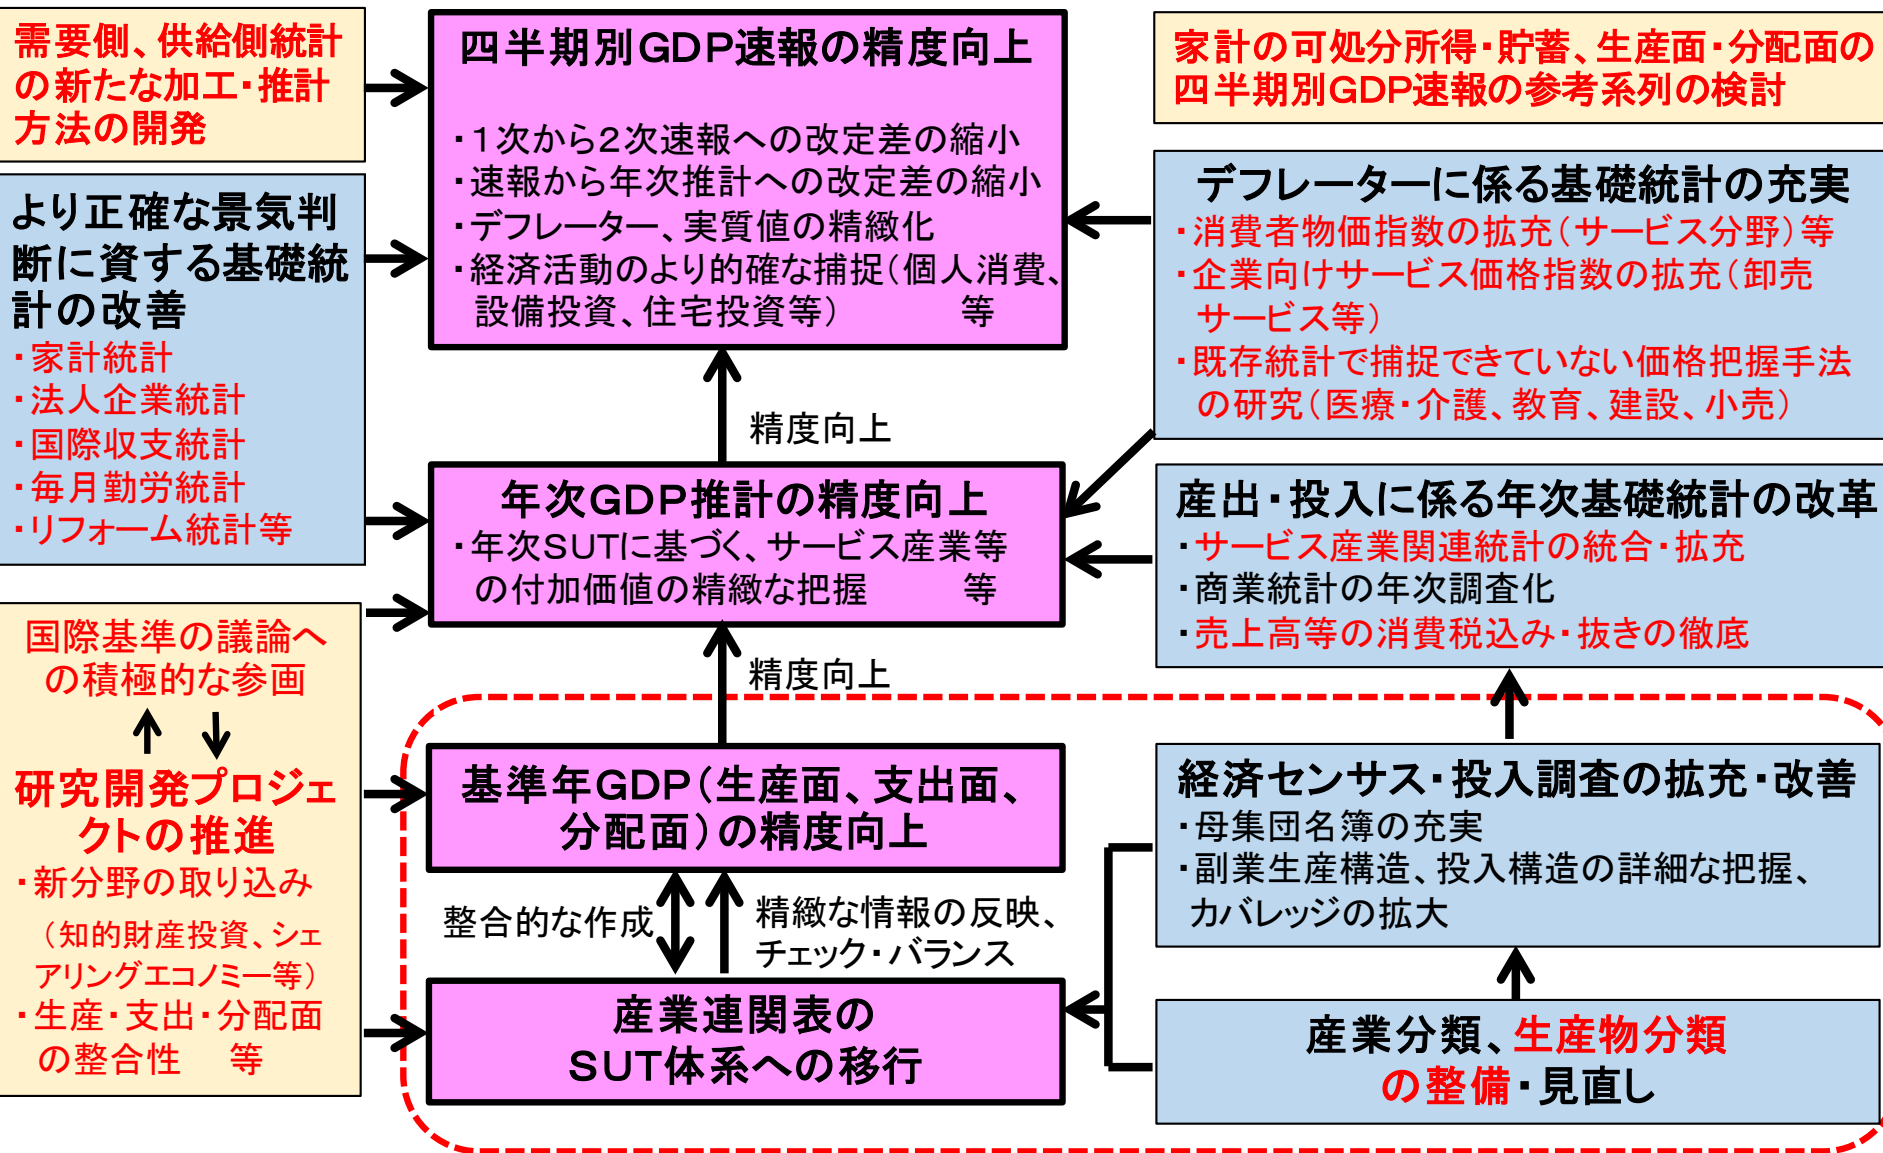 需要側、供給側統計
の新たな加工・推計
方法の開発
より正確な景気判
断に資する基礎統
計の改善
・家計統計
・法人企業統計
・国際収支統計
・毎月勤労統計
・リフォーム統計等
国際基準の議論へ
の積極的な参画
研究開発プロジェ
クトの推進
・新分野の取り込み
（知的財産投資、シェ
アリングエコノミー等）
・生産・支出・分配面
の整合性　等
四半期別GDP速報の精度向上
・１次から２次速報への改定差の縮小
・速報から年次推計への改定差の縮小
・デフレーター、実質値の精緻化
・経済活動のより的確な捕捉（個人消費、
設備投資、住宅投資等）　　　等
精度向上
年次GDP推計の精度向上
・年次SUTに基づく、サービス産業等
の付加価値の精緻な把握　　　等
精度向上
基準年GDP（生産面、支出面、
分配面）の精度向上
整合的な作成
精緻な情報の反映、
チェック・バランス
産業連関表の
SUT体系への移行
家計の可処分所得・貯蓄、生産面・分配面の
四半期別GDP速報の参考系列の検討
デフレーターに係る基礎統計の充実
・消費者物価指数の拡充（サービス分野）等
・企業向けサービス価格指数の拡充（卸売
サービス等）
・既存統計で捕捉できていない価格把握手法
の研究（医療・介護、教育、建設、小売）
産出・投入に係る年次基礎統計の改革
・サービス産業関連統計の統合・拡充
・商業統計の年次調査化
・売上高等の消費税込み・抜きの徹底
経済センサス・投入調査の拡充・改善
・母集団名簿の充実
・副業生産構造、投入構造の詳細な把握、
カバレッジの拡大
産業分類、生産物分類
の整備・見直し